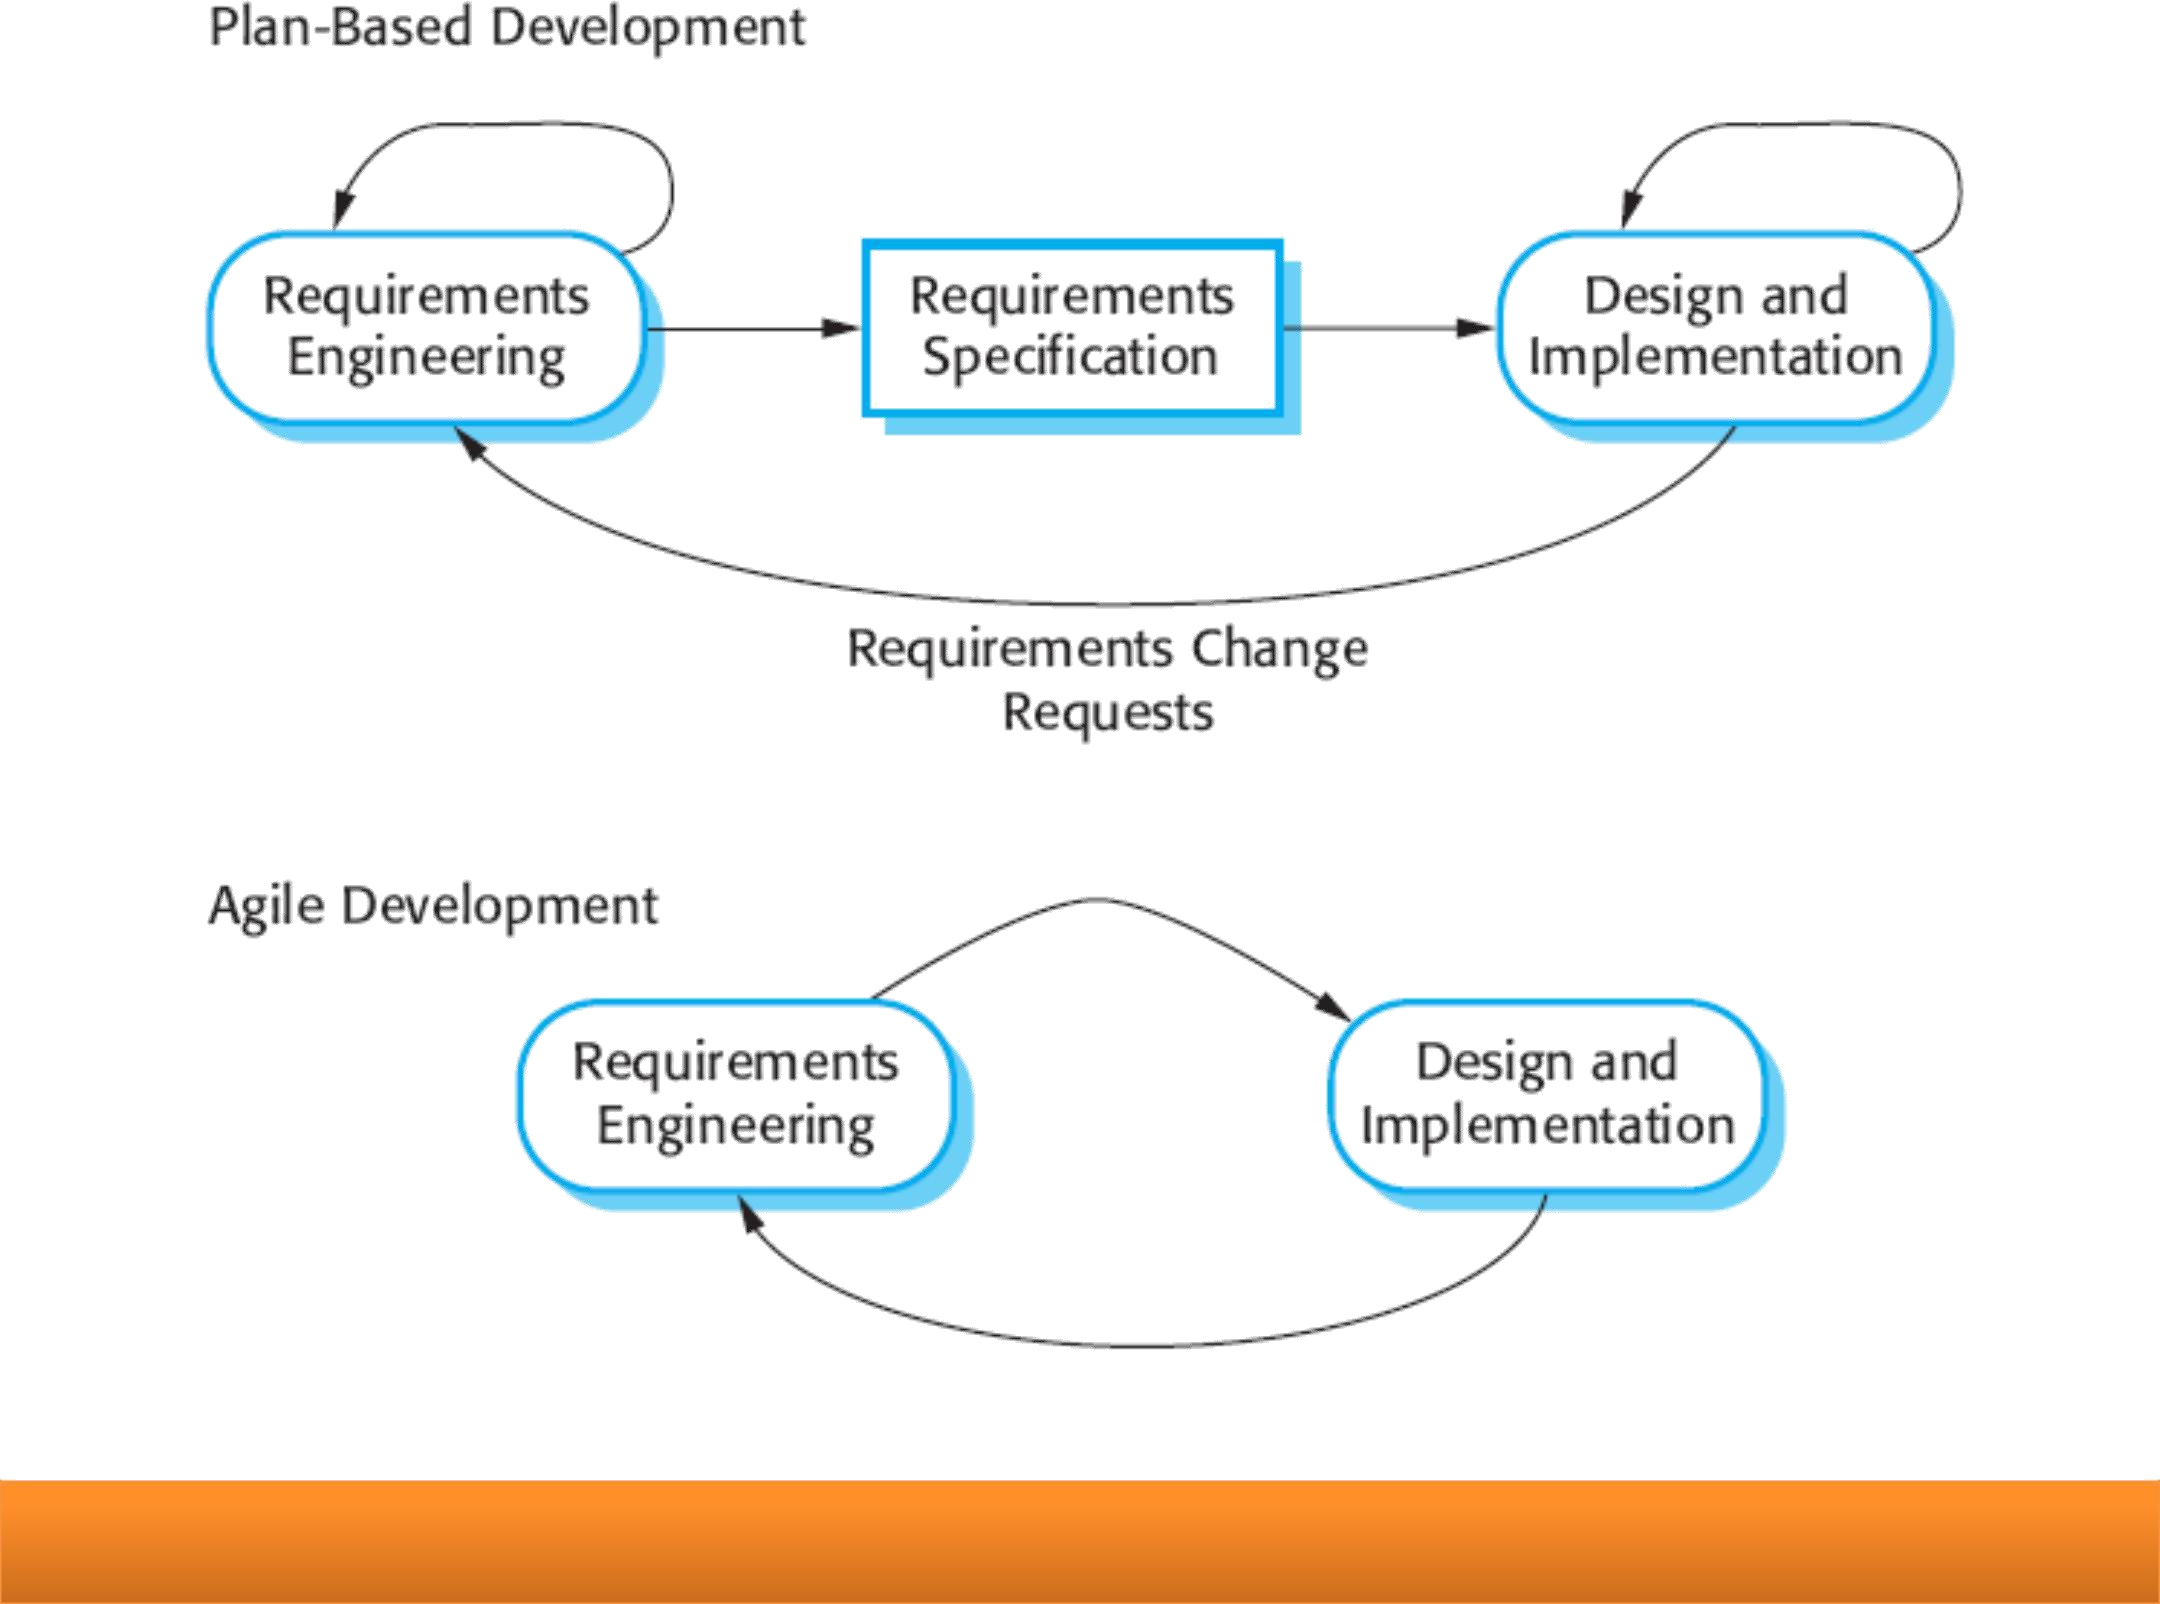 Plan-Based Development
Requirements
Engineering
Requirements
Specification
Design and
Implementation
Requirements Change
Requests
Agile Development
Requirements
Engineering
Design and
Implementation